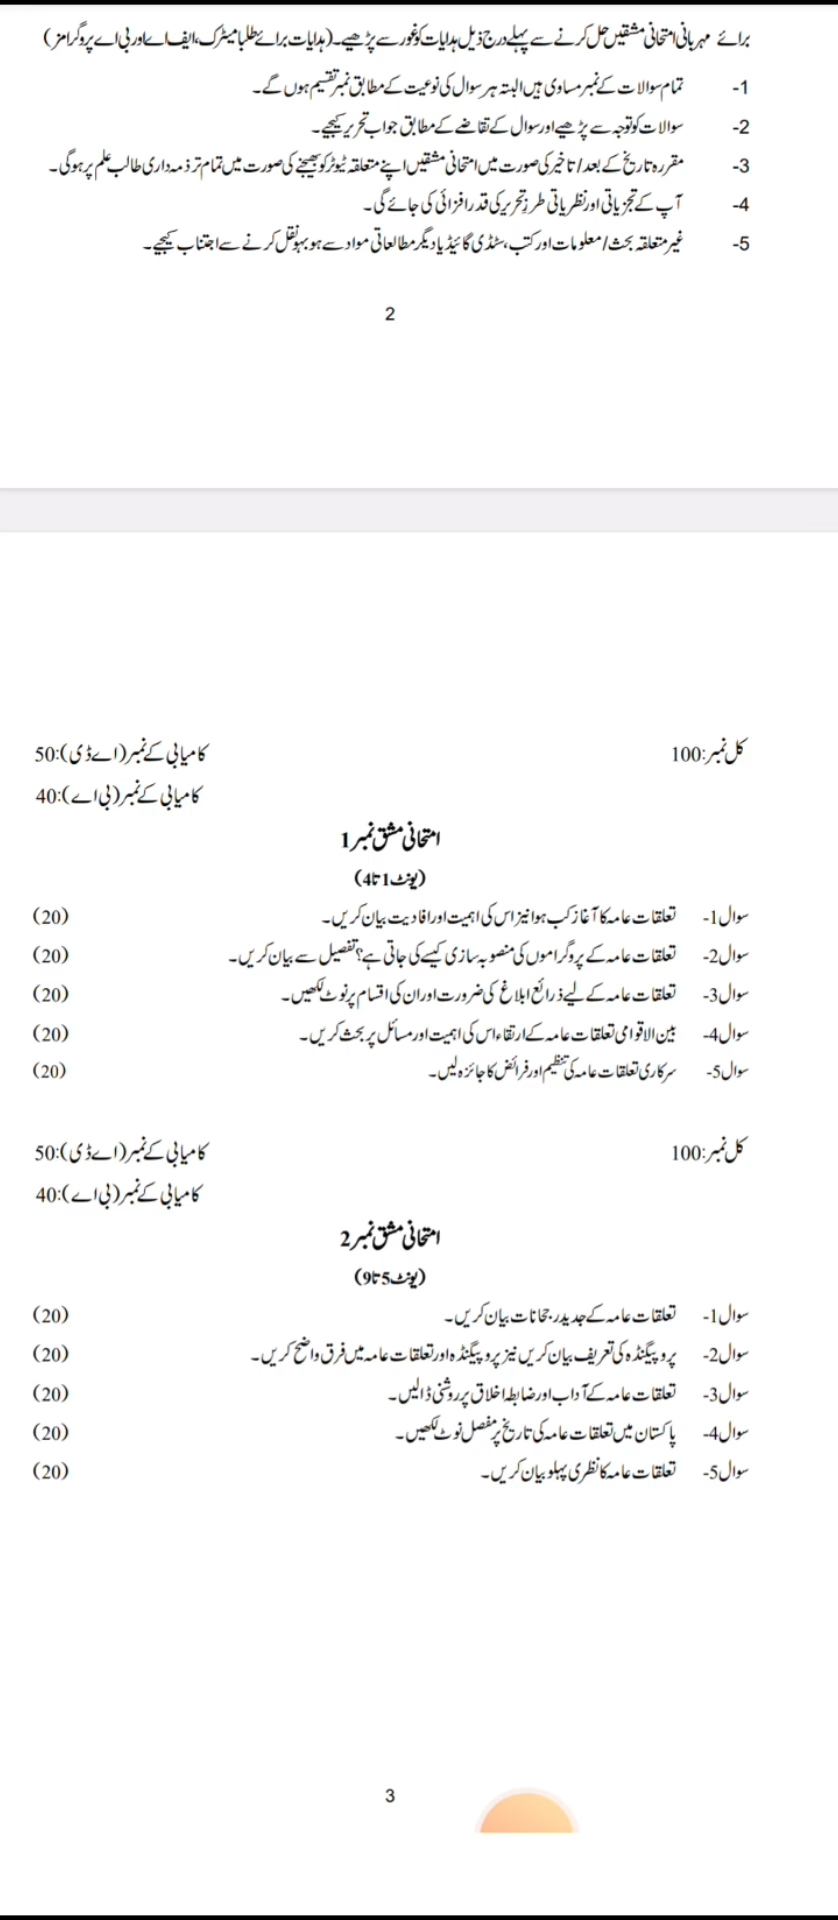 برائے مہربانی امتحانی مشقیں حل کرنے سے پہلے درج ذیل ہدایات کو غور سے پڑھیے۔ (ہدایات برائے طلبا میٹرک، ایف اے اور بی اے پروگرامز)
1- تمام سوالات کے نمبر مساوی ہیں البتہ ہر سوال کی نوعیت کے مطابق نمبر تقسیم ہوں گے۔
2- سوالات کو توجہ سے پڑھیے اور سوال کے تقاضے کے مطابق جواب تحریر کیجیے۔
3- مقررہ تاریخ کے بعد/تاخیر کی صورت میں امتحانی مشقیں اپنے متعلقہ ٹیوٹر کو بھیجنے کی صورت میں تمام تر ذمہ داری طالب علم پر ہوگی۔
4- آپ کے تجزیاتی اور نظریاتی طرز تحریر کی قدر افزائی کی جائے گی۔
5- غیر متعلقہ بحث/معلومات اور کتب، سٹڈی گائیڈ یا دیگر مطالعاتی مواد سے ہو بہو نقل کرنے سے اجتناب کیجیے۔
2
کل نمبر:100 کامیابی کے نمبر (اے ڈی):50
کامیابی کے نمبر (بی اے):40
امتحانی مشق نمبر 1
(یونٹ 1 تا 4)
سوال 1- تعلقات عامہ کا آغاز کب ہوا نیز اس کی اہمیت اور افادیت بیان کریں۔ (20)
سوال 2- تعلقات عامہ کے پروگراموں کی منصوبہ سازی کیسے کی جاتی ہے؟ تفصیل سے بیان کریں۔ (20)
سوال 3- تعلقات عامہ کے لیے ذرائع ابلاغ کی ضرورت اور ان کی اقسام پر نوٹ لکھیں۔ (20)
سوال 4- بین الاقوامی تعلقات عامہ کے ارتقاء اس کی اہمیت اور مسائل پر بحث کریں۔ (20)
سوال 5- سرکاری تعلقات عامہ کی تنظیم اور فرائض کا جائزہ لیں۔ (20)
کل نمبر:100 کامیابی کے نمبر (اے ڈی):50
کامیابی کے نمبر (بی اے):40
امتحانی مشق نمبر 2
(یونٹ 5 تا 9)
سوال 1- تعلقات عامہ کے جدید رجحانات بیان کریں۔ (20)
سوال 2- پروپیگنڈہ کی تعریف بیان کریں نیز پروپیگنڈہ اور تعلقات عامہ میں فرق واضح کریں۔ (20)
سوال 3- تعلقات عامہ کے آداب اور ضابطہ اخلاق پر روشنی ڈالیں۔ (20)
سوال 4- پاکستان میں تعلقات عامہ کی تاریخ پر مفصل نوٹ لکھیں۔ (20)
سوال 5- تعلقات عامہ کا نظری پہلو بیان کریں۔ (20)
3